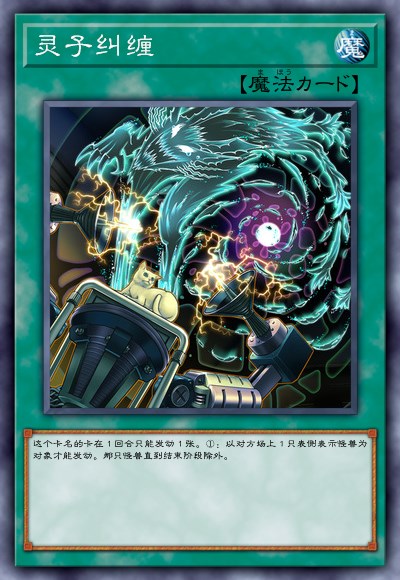 灵子纠缠
魔
【魔法カード】
まほう
这个卡名的卡在1回合只能发动1张。①：以对方场上1只表侧表示怪兽为
对象才能发动。那只怪兽直到结束阶段除外。